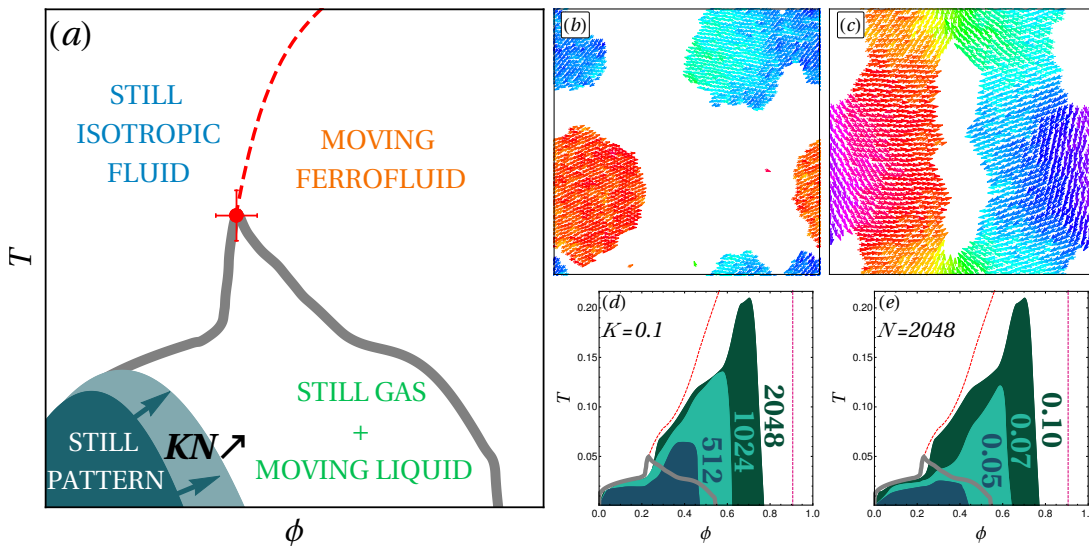 (a)
STILL
ISOTROPIC
FLUID
MOVING
FERROFLUID
STILL GAS
+
MOVING LIQUID
STILL
PATTERN
KN↗
T
ϕ
(b)
(c)
(d)
K=0.1
0.20
0.15
0.10
0.05
T
512
1024
2048
0.0 0.2 0.4 0.6 0.8 1.0
ϕ
(e)
N=2048
0.20
0.15
0.10
0.05
T
0.05
0.07
0.10
0.0 0.2 0.4 0.6 0.8 1.0
ϕ